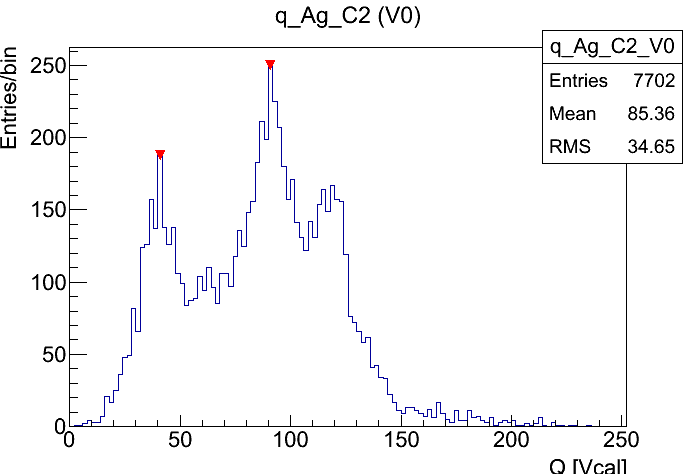 q_Ag_C2 (V0)
q_Ag_C2_V0
Entries 7702
Mean 85.36
RMS 34.65
Entries/bin
250
200
150
100
50
0
0 50 100 150 200 250
Q [Vcal]